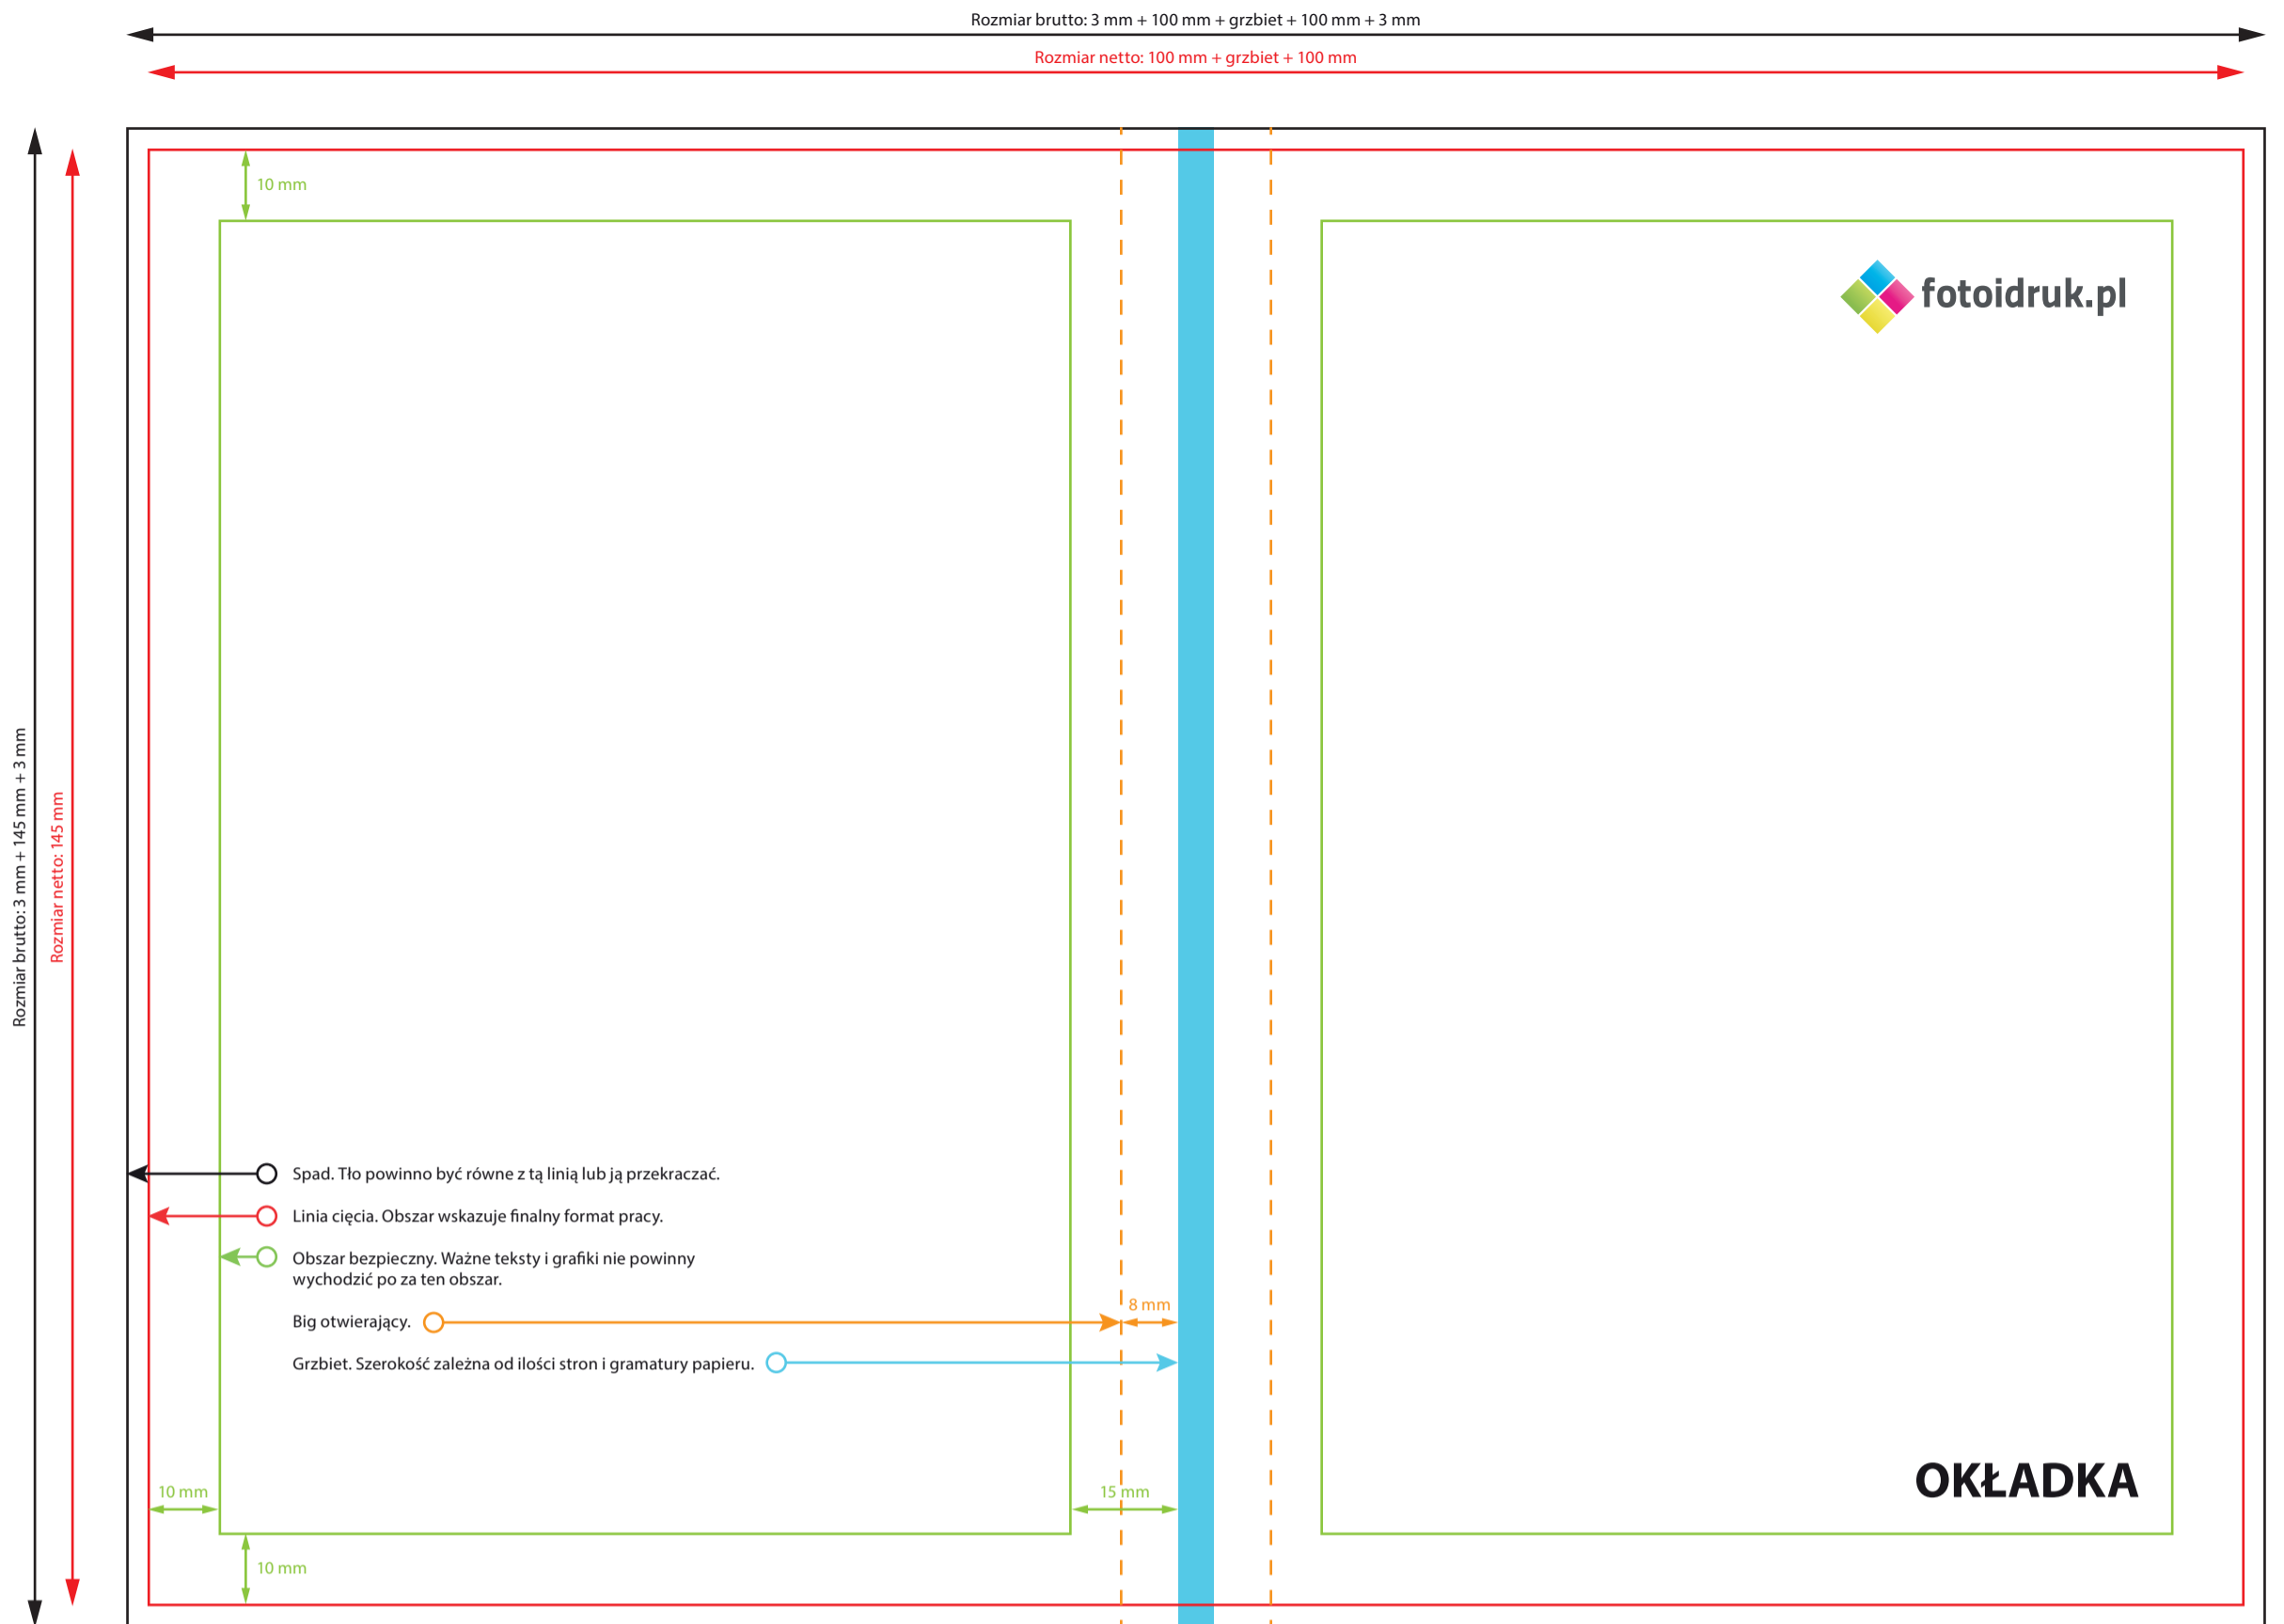 Rozmiar brutto: 3 mm + 100 mm + grzbiet + 100 mm + 3 mm
Rozmiar netto: 100 mm + grzbiet + 100 mm
Rozmiar brutto: 3 mm + 145 mm + 3 mm
Rozmiar netto: 145 mm
10 mm
fotoidruk.pl
Spad. Tło powinno być równe z tą linią lub ją przekraczać.
Linia cięcia. Obszar wskazuje finalny format pracy.
Obszar bezpieczny. Ważne teksty i grafiki nie powinny
wychodzić po za ten obszar.
Big otwierający.
8 mm
Grzbiet. Szerokość zależna od ilości stron i gramatury papieru.
10 mm
15 mm
OKŁADKA
10 mm